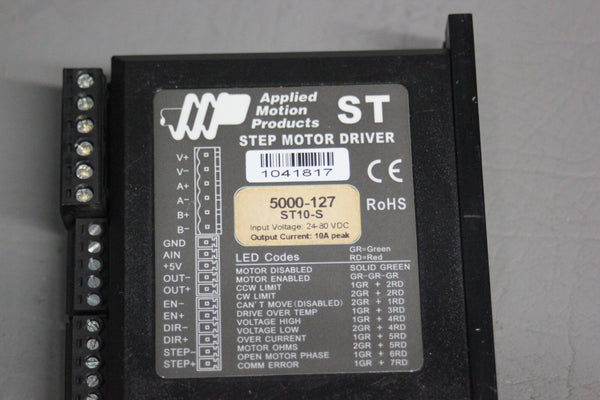 Applied
Motion
Products
ST
STEP MOTOR DRIVER
1041817
CE
RoHS
5000-127
ST10-S
Input Voltage: 24-80 VDC
Output Current: 10A peak
V+
V-
A+
A-
B+
B-
GND
AIN
+5V
OUT-
OUT+
EN-
EN+
DIR-
DIR+
STEP-
STEP+
LED Codes
GR=Green
RD=Red
MOTOR DISABLED SOLID GREEN
MOTOR ENABLED GR-GR-GR
CCW LIMIT 1GR + 2RD
CW LIMIT 2GR + 2RD
CAN'T MOVE (DISABLED) 2GR + 1RD
DRIVE OVER TEMP 1GR + 3RD
VOLTAGE HIGH 1GR + 4RD
VOLTAGE LOW 2GR + 4RD
OVER CURRENT 1GR + 5RD
MOTOR OHMS 2GR + 5RD
OPEN MOTOR PHASE 1GR + 6RD
COMM ERROR 1GR + 7RD